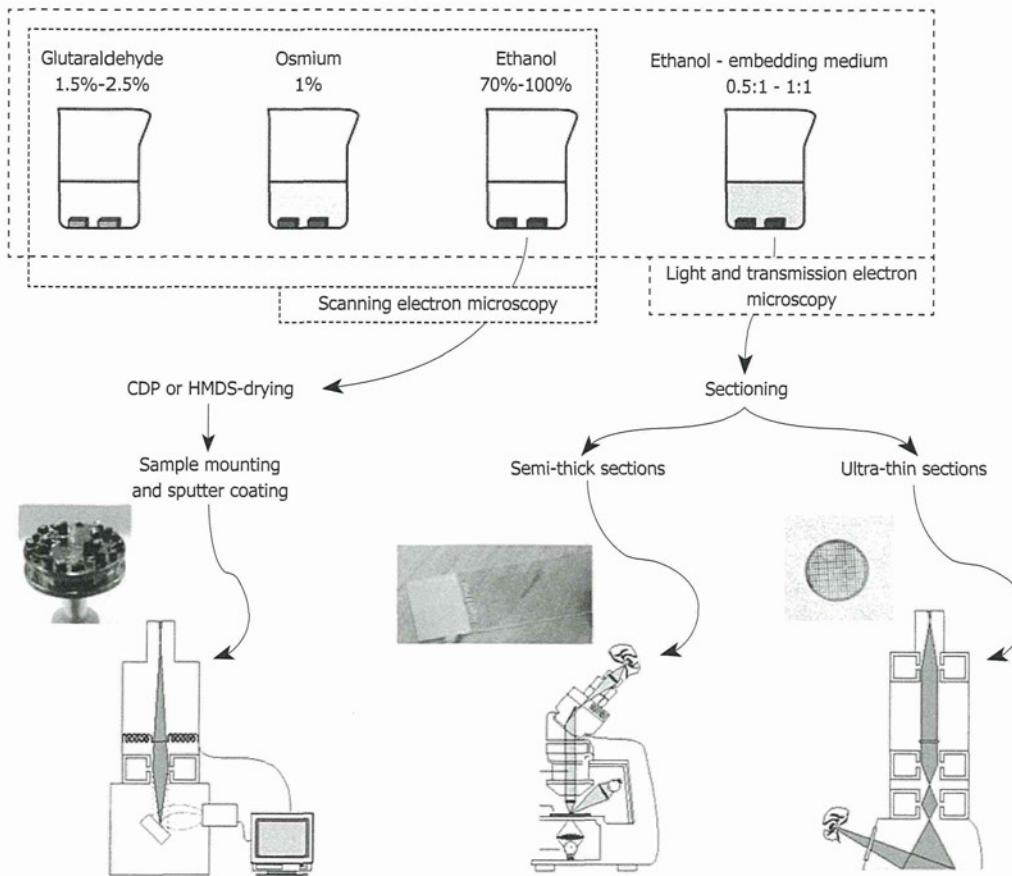 Glutaraldehyde
1.5%-2.5%
Osmium
1%
Ethanol
70%-100%
Ethanol - embedding medium
0.5:1 - 1:1
Scanning electron microscopy
Light and transmission electron
microscopy
CDP or HMDS-drying
Sectioning
Sample mounting
and sputter coating
Semi-thick sections
Ultra-thin sections